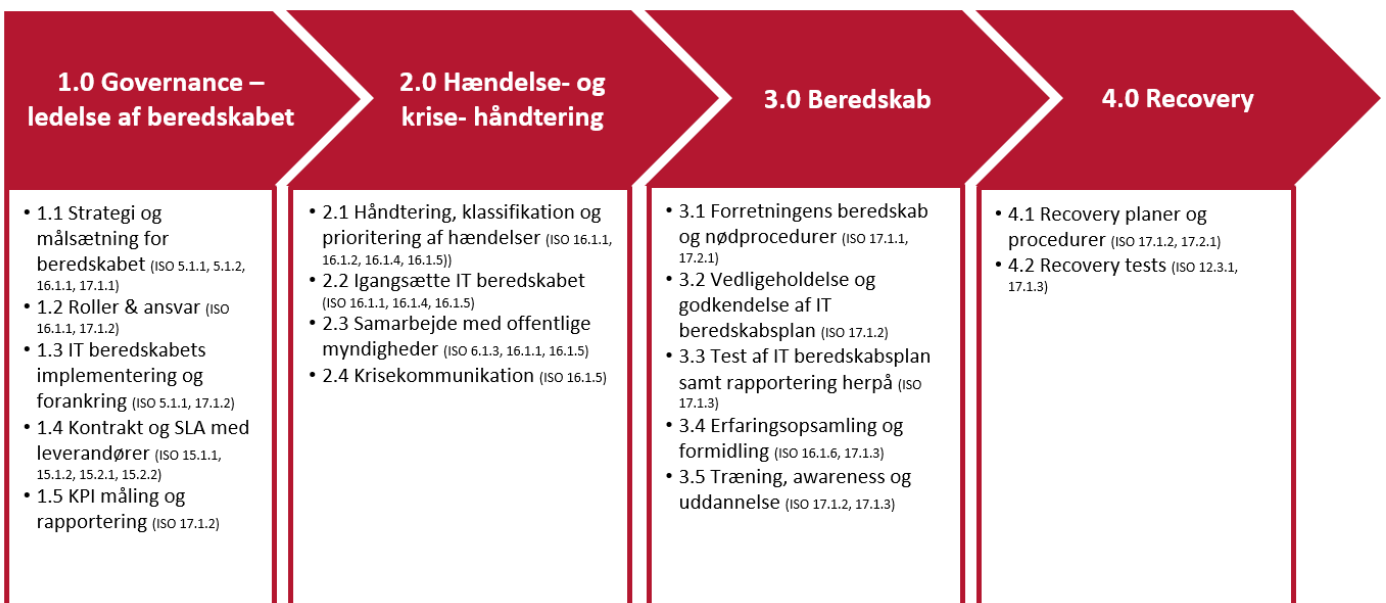 1.0 Governance –
ledelse af beredskabet
2.0 Hændelse- og
krise- håndtering
3.0 Beredskab
4.0 Recovery
• 1.1 Strategi og
målsætning for
beredskabet (ISO 5.1.1, 5.1.2,
16.1.1, 17.1.1)
• 1.2 Roller & ansvar (ISO
16.1.1, 17.1.2)
• 1.3 IT beredskabets
implementering og
forankring (ISO 5.1.1, 17.1.2)
• 1.4 Kontrakt og SLA med
leverandører (ISO 15.1.1,
15.1.2, 15.2.1, 15.2.2)
• 1.5 KPI måling og
rapportering (ISO 17.1.2)
• 2.1 Håndtering, klassifikation og
prioritering af hændelser (ISO 16.1.1,
16.1.2, 16.1.4, 16.1.5))
• 2.2 Igangsætte IT beredskabet
(ISO 16.1.1, 16.1.4, 16.1.5)
• 2.3 Samarbejde med offentlige
myndigheder (ISO 6.1.3, 16.1.1, 16.1.5)
• 2.4 Krisekommunikation (ISO 16.1.5)
• 3.1 Forretningens beredskab
og nødprocedurer (ISO 17.1.1,
17.2.1)
• 3.2 Vedligeholdelse og
godkendelse af IT
beredskabsplan (ISO 17.1.2)
• 3.3 Test af IT beredskabsplan
samt rapportering herpå (ISO
17.1.3)
• 3.4 Erfaringsopsamling og
formidling (ISO 16.1.6, 17.1.3)
• 3.5 Træning, awareness og
uddannelse (ISO 17.1.2, 17.1.3)
• 4.1 Recovery planer og
procedurer (ISO 17.1.2, 17.2.1)
• 4.2 Recovery tests (ISO 12.3.1,
17.1.3)